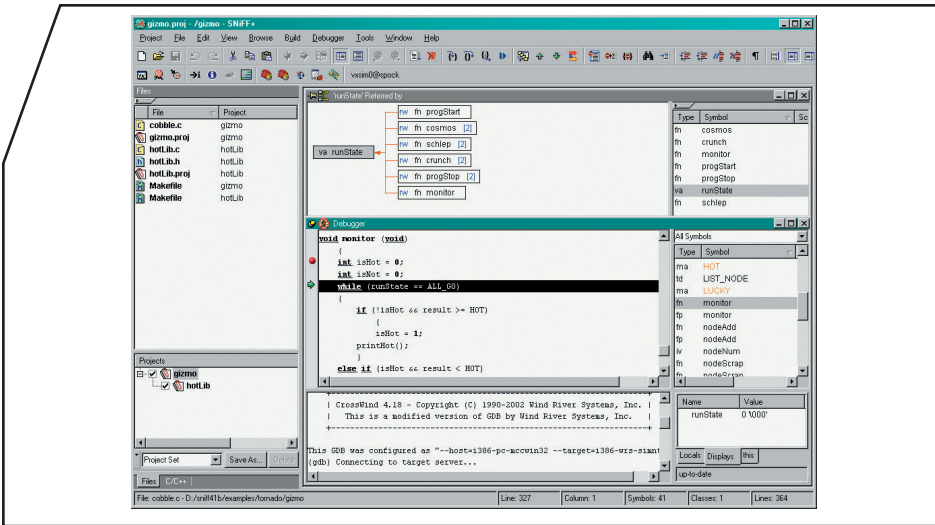 gizmo.proj - /gizmo - SNiFF+
Project File Edit View Browse Build Debugger Tools Window Help
vxsim0@spock
Files
File Project
cobble.c gizmo
gizmo.proj gizmo
hotLib.c hotLib
hotLib.h hotLib
hotLib.proj hotLib
Makefile gizmo
Makefile hotLib
Projects
gizmo
hotLib
Project Set Save As... Delete
Files C/C++
'runState' Referred by
va runState
rw fn progStart
rw fn cosmos [2]
rw fn schlep [2]
rw fn crunch [2]
rw fn progStop [2]
rw fn monitor
Type Symbol Sc
fn cosmos
fn crunch
fn monitor
fn progStart
fn progStop
va runState
fn schlep
Debugger
void monitor (void)
{
int isHot = 0;
int isNot = 0;
while (runState == ALL_GO)
{
if (!isHot && result >= HOT)
{
isHot = 1;
printHot();
}
else if (isHot && result < HOT)
All Symbols
Type Symbol
ma HOT
td LIST_NODE
ma LUCKY
fn monitor
fp monitor
fn nodeAdd
fp nodeAdd
iv nodeNum
fp nodeScrap
fn nodeScrap
| CrossWind 4.18 - Copyright (C) 1990-2002 Wind River Systems, Inc. |
| This is a modified version of GDB by Wind River Systems, Inc. |
+----------------------------------------------------------+
This GDB was configured as "--host=i386-pc-mccwin32 --target=i386-wrs-simnt
(gdb) Connecting to target server...
Name Value
runState 0 '\000'
Locals Displays this
up-to-date
File: cobble.c - D:/sniff41b/examples/tornado/gizmo Line: 327 Column: 1 Symbols: 41 Classes: 1 Lines: 364